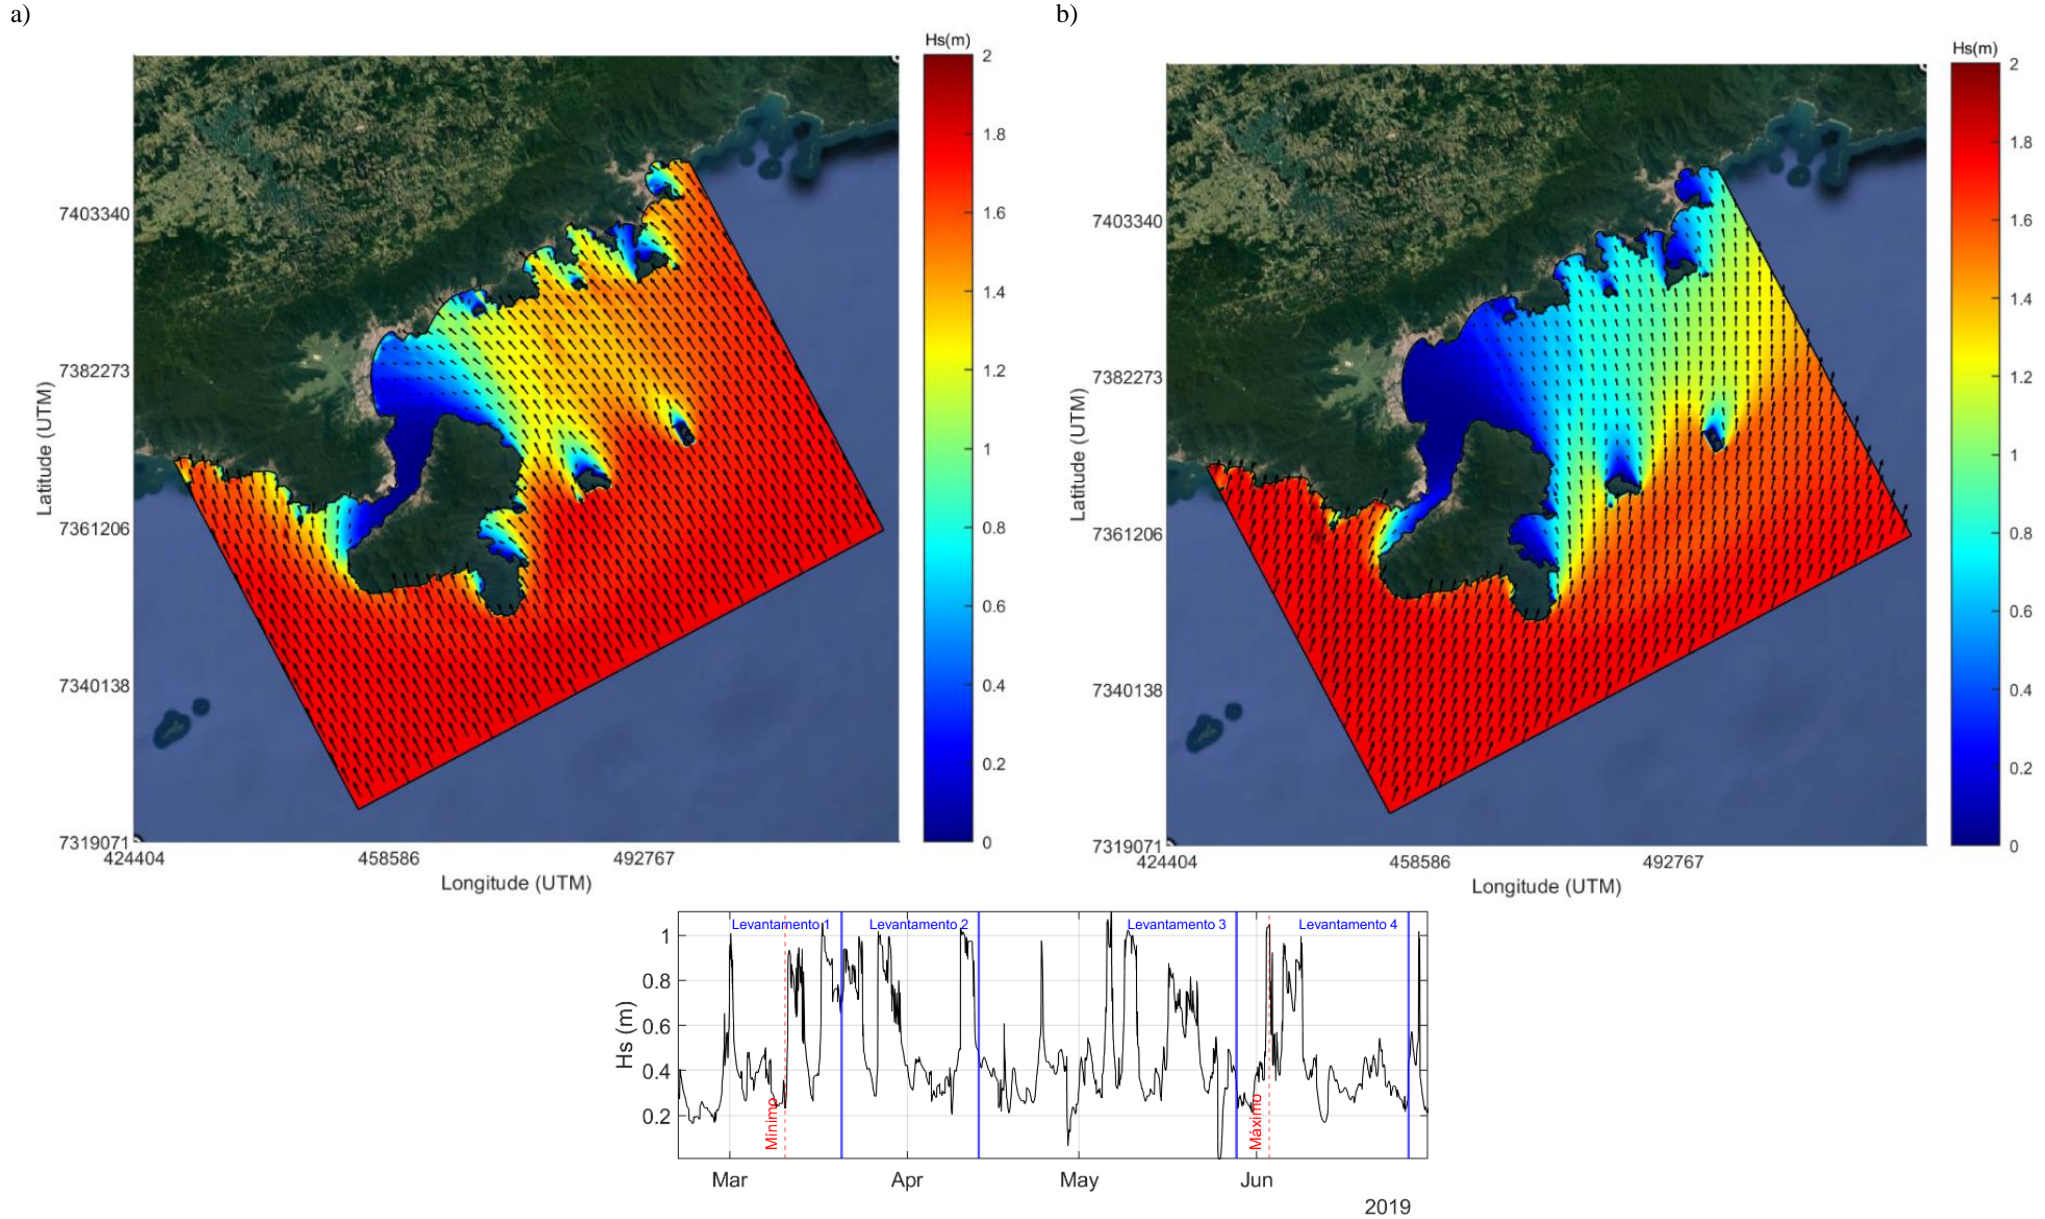 a)
b)
Hs(m)
2
1.8
1.6
1.4
1.2
1
0.8
0.6
0.4
0.2
0
7403340
7382273
7361206
7340138
7319071
Latitude (UTM)
424404
458586
492767
Longitude (UTM)
Hs(m)
2
1.8
1.6
1.4
1.2
1
0.8
0.6
0.4
0.2
0
7403340
7382273
7361206
7340138
7319071
Latitude (UTM)
424404
458586
492767
Longitude (UTM)
Levantamento 1
Levantamento 2
Levantamento 3
Levantamento 4
1
0.8
0.6
0.4
0.2
Hs (m)
Mínimo
Máximo
Mar
Apr
May
Jun
2019